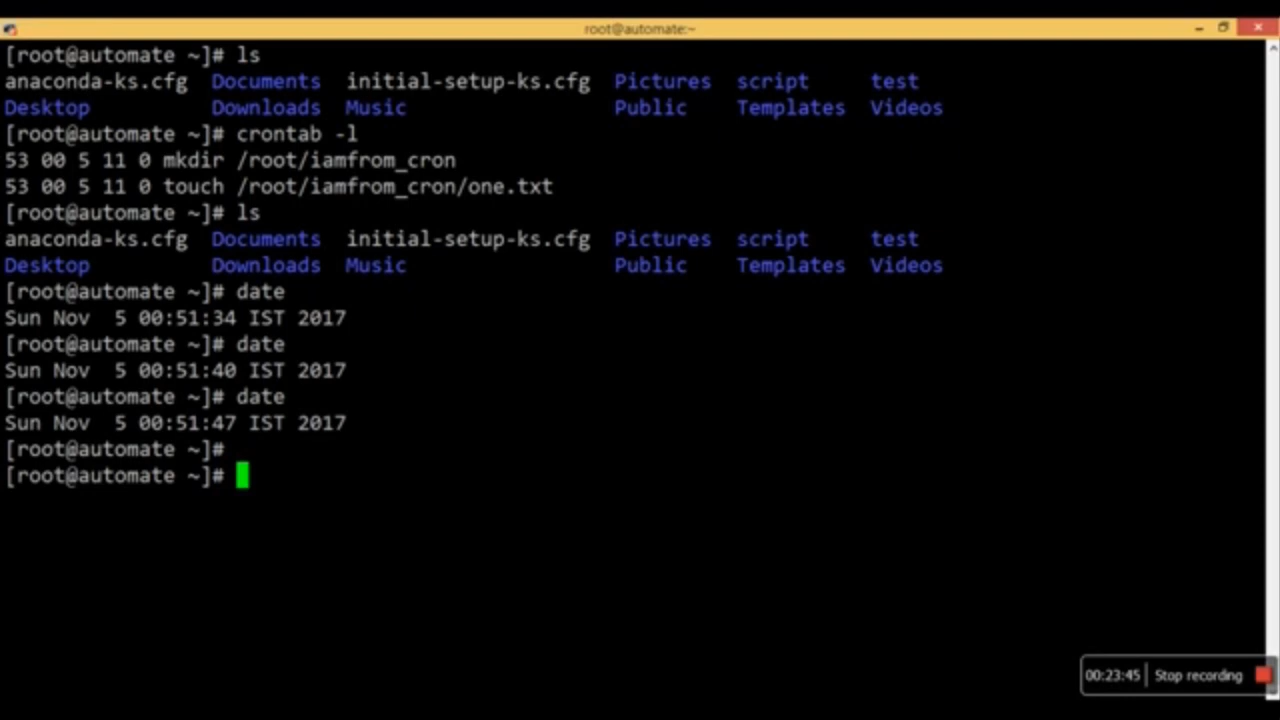 root@automate:~
[root@automate ~]# ls
anaconda-ks.cfg  Documents  initial-setup-ks.cfg  Pictures  script     test
Desktop          Downloads  Music                 Public    Templates  Videos
[root@automate ~]# crontab -l
53 00 5 11 0 mkdir /root/iamfrom_cron
53 00 5 11 0 touch /root/iamfrom_cron/one.txt
[root@automate ~]# ls
anaconda-ks.cfg  Documents  initial-setup-ks.cfg  Pictures  script     test
Desktop          Downloads  Music                 Public    Templates  Videos
[root@automate ~]# date
Sun Nov  5 00:51:34 IST 2017
[root@automate ~]# date
Sun Nov  5 00:51:40 IST 2017
[root@automate ~]# date
Sun Nov  5 00:51:47 IST 2017
[root@automate ~]#
[root@automate ~]#
00:23:45 Stop recording